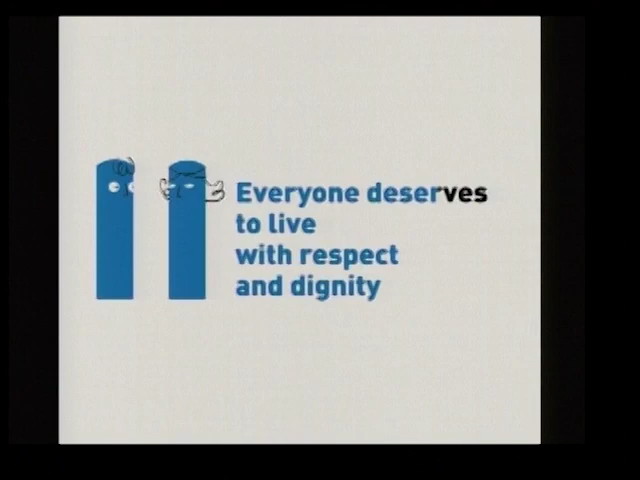 Everyone deserves
to live
with respect
and dignity